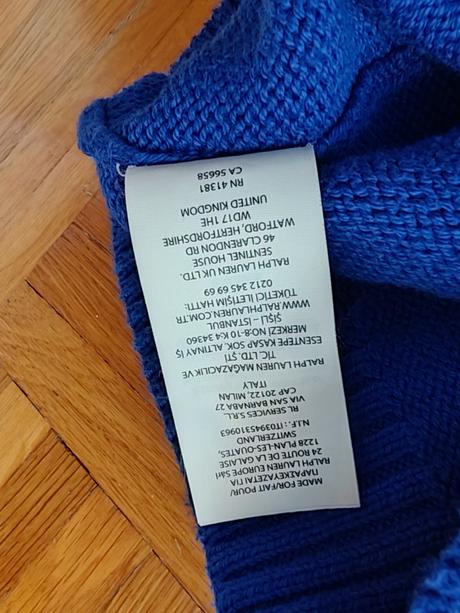 MADE FOR/FAIT POUR/
ΠΑΡΑΣΚΕΥΑΖΕΤΑΙ ΓΙΑ
RALPH LAUREN EUROPE Sàrl
24 ROUTE DE LA GALAISE
1228 PLAN-LES-OUATES,
SWITZERLAND
N.I.F.: IT03945310963
RL SERVICES S.R.L.
VIA SAN BARNABA 27
CAP 20122, MILAN
ITALY
RALPH LAUREN MAGAZACILIK VE
TİC. LTD. ŞTİ
ESENTEPE KASAP SOK. ALTINAY İŞ
MERKEZİ NO:8-10 K:4 34360
ŞİŞLİ – İSTANBUL
WWW.RALPHLAUREN.COM.TR
TÜKETİCİ İLETİŞİM HATTI:
0212 345 69 69
RALPH LAUREN UK LTD.
SENTINEL HOUSE
46 CLARENDON RD
WATFORD, HERTFORDSHIRE
WD17 1HE
UNITED KINGDOM
RN 41381
CA 56658